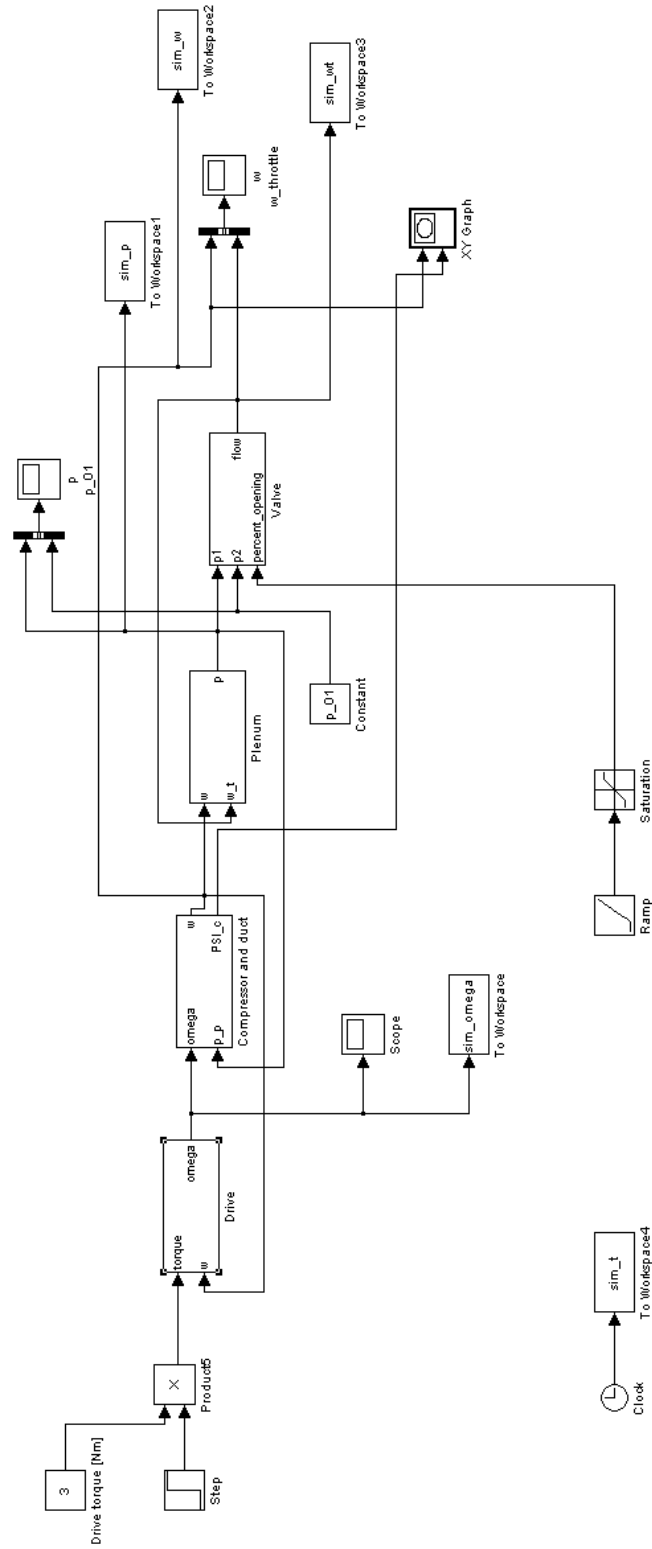 3
Drive torque [Nm]
Step
×
Product5
torque
w
omega
Drive
omega
p_p
w
PSI_c
Compressor and duct
Scope
sim_omega
To Workspace
w
w_t
p
Plenum
p_01
Constant
p
p_01
sim_p
To Workspace1
p1
p2
percent_opening
flow
Valve
sim_w
To Workspace2
w
w_throttle
sim_wt
To Workspace3
XY Graph
Clock
sim_t
To Workspace4
Ramp
Saturation